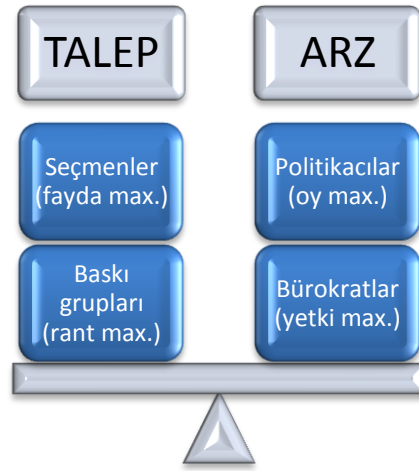 TALEP
ARZ
Seçmenler
(fayda max.)
Politikacılar
(oy max.)
Baskı
grupları
(rant max.)
Bürokratlar
(yetki max.)